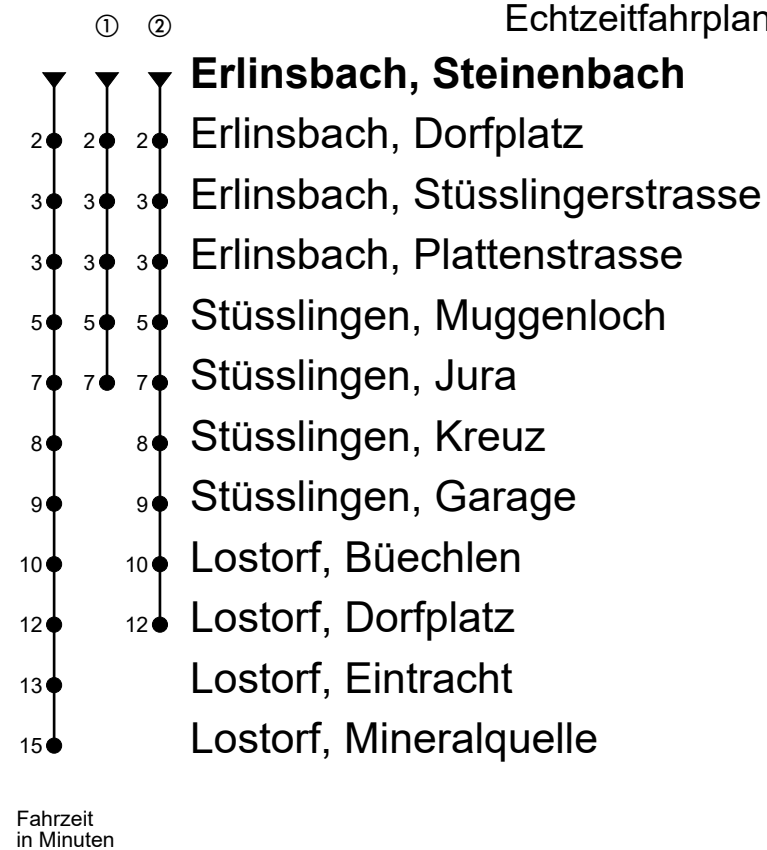 ① ② Echtzeitfahrplan
Erlinsbach, Steinenbach
2 2 2 Erlinsbach, Dorfplatz
3 3 3 Erlinsbach, Stüsslingerstrasse
3 3 3 Erlinsbach, Plattenstrasse
5 5 5 Stüsslingen, Muggenloch
7 7 7 Stüsslingen, Jura
8 8 Stüsslingen, Kreuz
9 9 Stüsslingen, Garage
10 10 Lostorf, Büechlen
12 12 Lostorf, Dorfplatz
13 Lostorf, Eintracht
15 Lostorf, Mineralquelle
Fahrzeit
in Minuten